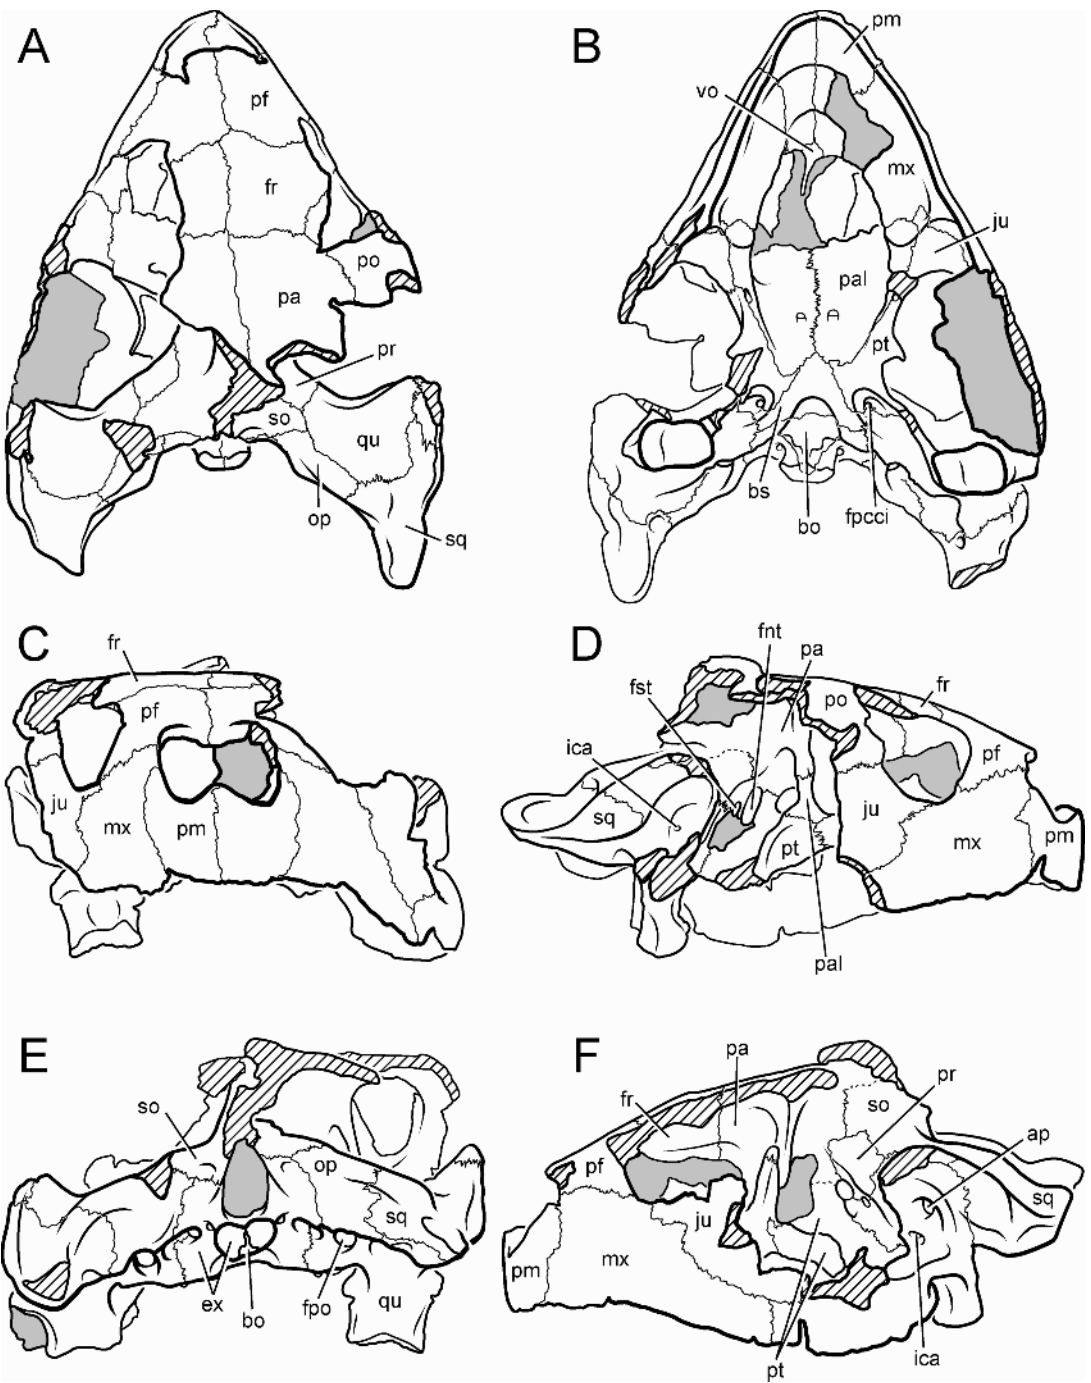 A
pf
fr
po
pa
pr
so
qu
op
sq
B
pm
vo
mx
ju
pal
pt
bs
bo
fpcci
C
fr
pf
ju
mx
pm
D
fnt
pa
fst
po
fr
ica
pf
sq
ju
pt
mx
pm
pal
E
so
op
sq
ex
bo
fpo
qu
F
pa
pr
fr
so
ap
pf
sq
ju
mx
pm
pt
ica